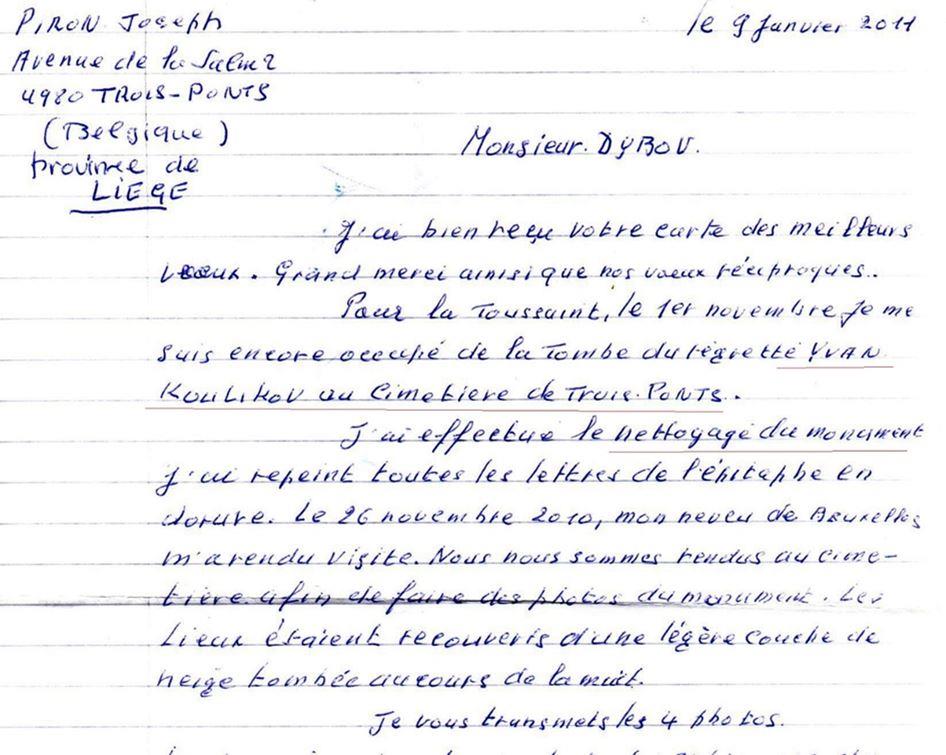 PIRON Joseph
le 9 Janvier 2011
Avenue de la Salm 2
4980 TROIS-PONTS
(Belgique)
province de
LIEGE
Monsieur. DYBOV.
J'ai bien reçu votre carte des meilleurs
vœux. Grand merci ainsi que nos vœux réciproques..
Pour la Toussaint, le 1er novembre, je me
suis encore occupé de la Tombe du régretté YVAN
KOULIKOV au Cimetière de Trois-PONTS.
J'ai effectué le nettoyage du monument
J'ai repeint toutes les lettres de l'épitaphe en
dorure. Le 26 novembre 2010, mon neveu de Bruxelles
m'a rendu visite. Nous nous sommes rendus au cime-
tière afin de faire des photos du monument. Les
Lieux étaient recouverts d'une légère couche de
neige tombée au cours de la nuit.
Je vous transmets les 4 photos.